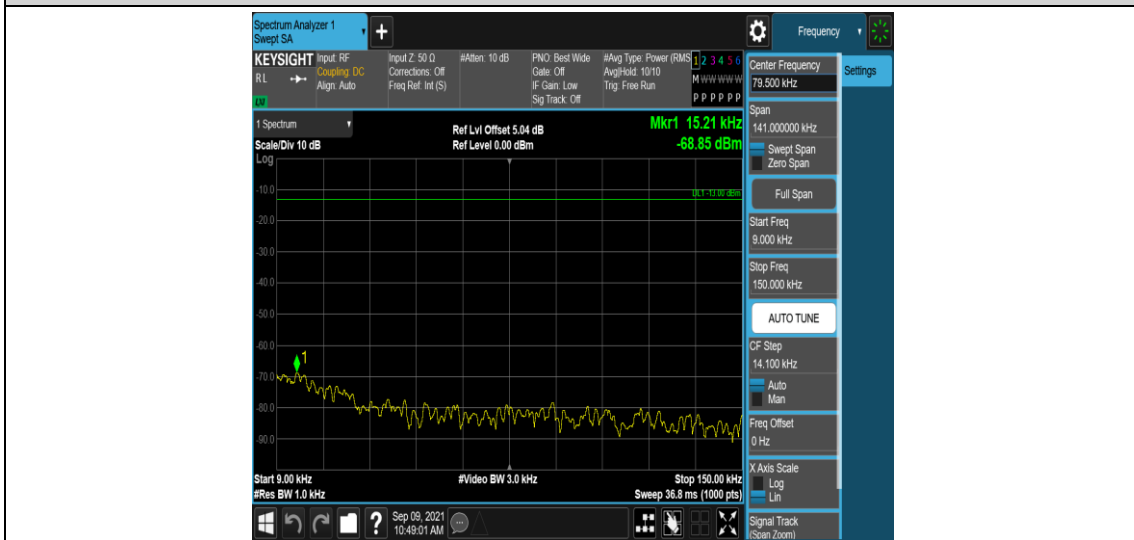 Spectrum Analyzer 1
Swept SA
+
Frequency
KEYSIGHT
RL
LXI
Input: RF
Coupling: DC
Align: Auto
Input Z: 50 Ω
Corrections: Off
Freq Ref: Int (S)
#Atten: 10 dB
PNO: Best Wide
Gate: Off
IF Gain: Low
Sig Track: Off
#Avg Type: Power (RMS
Avg|Hold: 10/10
Trig: Free Run
1 2 3 4 5 6
M W W W W W
P P P P P P
1 Spectrum
Scale/Div 10 dB
Ref Lvl Offset 5.04 dB
Ref Level 0.00 dBm
Mkr1 15.21 kHz
-68.85 dBm
Log
DL1 -13.00 dBm
-10.0
-20.0
-30.0
-40.0
-50.0
-60.0
1
-70.0
-80.0
-90.0
Start 9.00 kHz
#Video BW 3.0 kHz
Stop 150.00 kHz
#Res BW 1.0 kHz
Sweep 36.8 ms (1000 pts)
?
Sep 09, 2021
10:49:01 AM
Center Frequency
79.500 kHz
Settings
Span
141.000000 kHz
Swept Span
Zero Span
Full Span
Start Freq
9.000 kHz
Stop Freq
150.000 kHz
AUTO TUNE
CF Step
14.100 kHz
Auto
Man
Freq Offset
0 Hz
X Axis Scale
Log
Lin
Signal Track
(Span Zoom)